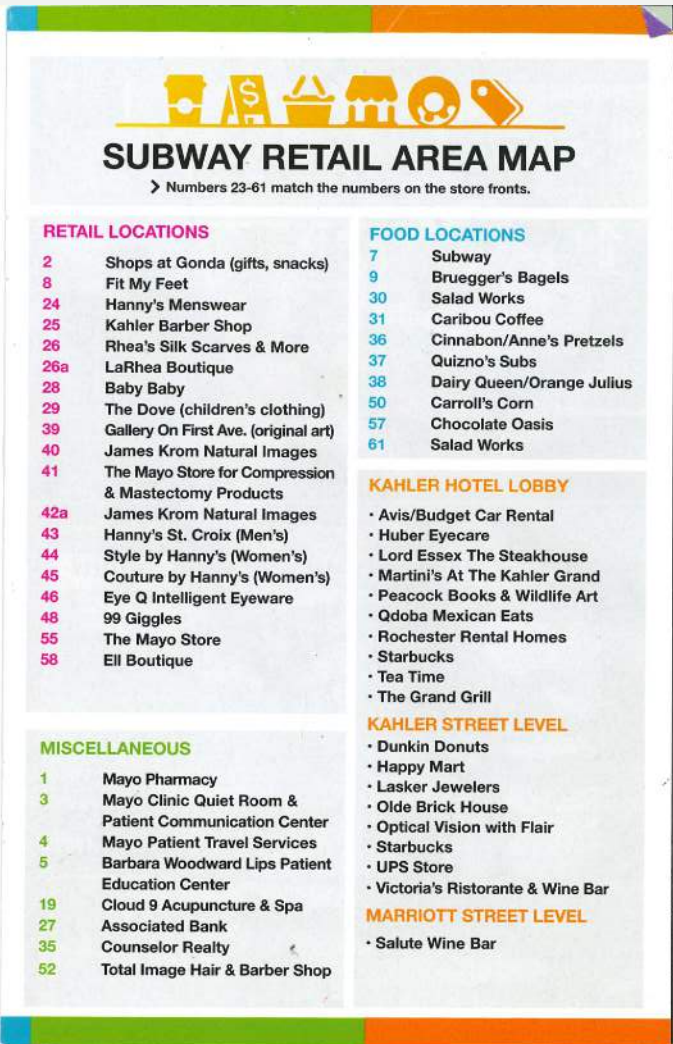 $
SUBWAY RETAIL AREA MAP
> Numbers 23-61 match the numbers on the store fronts.
RETAIL LOCATIONS
2 Shops at Gonda (gifts, snacks)
8 Fit My Feet
24 Hanny's Menswear
25 Kahler Barber Shop
26 Rhea's Silk Scarves & More
26a LaRhea Boutique
28 Baby Baby
29 The Dove (children's clothing)
39 Gallery On First Ave. (original art)
40 James Krom Natural Images
41 The Mayo Store for Compression
& Mastectomy Products
42a James Krom Natural Images
43 Hanny's St. Croix (Men's)
44 Style by Hanny's (Women's)
45 Couture by Hanny's (Women's)
46 Eye Q Intelligent Eyeware
48 99 Giggles
55 The Mayo Store
58 Ell Boutique
MISCELLANEOUS
1 Mayo Pharmacy
3 Mayo Clinic Quiet Room &
Patient Communication Center
4 Mayo Patient Travel Services
5 Barbara Woodward Lips Patient
Education Center
19 Cloud 9 Acupuncture & Spa
27 Associated Bank
35 Counselor Realty
52 Total Image Hair & Barber Shop
FOOD LOCATIONS
7 Subway
9 Bruegger's Bagels
30 Salad Works
31 Caribou Coffee
36 Cinnabon/Anne's Pretzels
37 Quizno's Subs
38 Dairy Queen/Orange Julius
50 Carroll's Corn
57 Chocolate Oasis
61 Salad Works
KAHLER HOTEL LOBBY
· Avis/Budget Car Rental
· Huber Eyecare
· Lord Essex The Steakhouse
· Martini's At The Kahler Grand
· Peacock Books & Wildlife Art
· Qdoba Mexican Eats
· Rochester Rental Homes
· Starbucks
· Tea Time
· The Grand Grill
KAHLER STREET LEVEL
· Dunkin Donuts
· Happy Mart
· Lasker Jewelers
· Olde Brick House
· Optical Vision with Flair
· Starbucks
· UPS Store
· Victoria's Ristorante & Wine Bar
MARRIOTT STREET LEVEL
· Salute Wine Bar